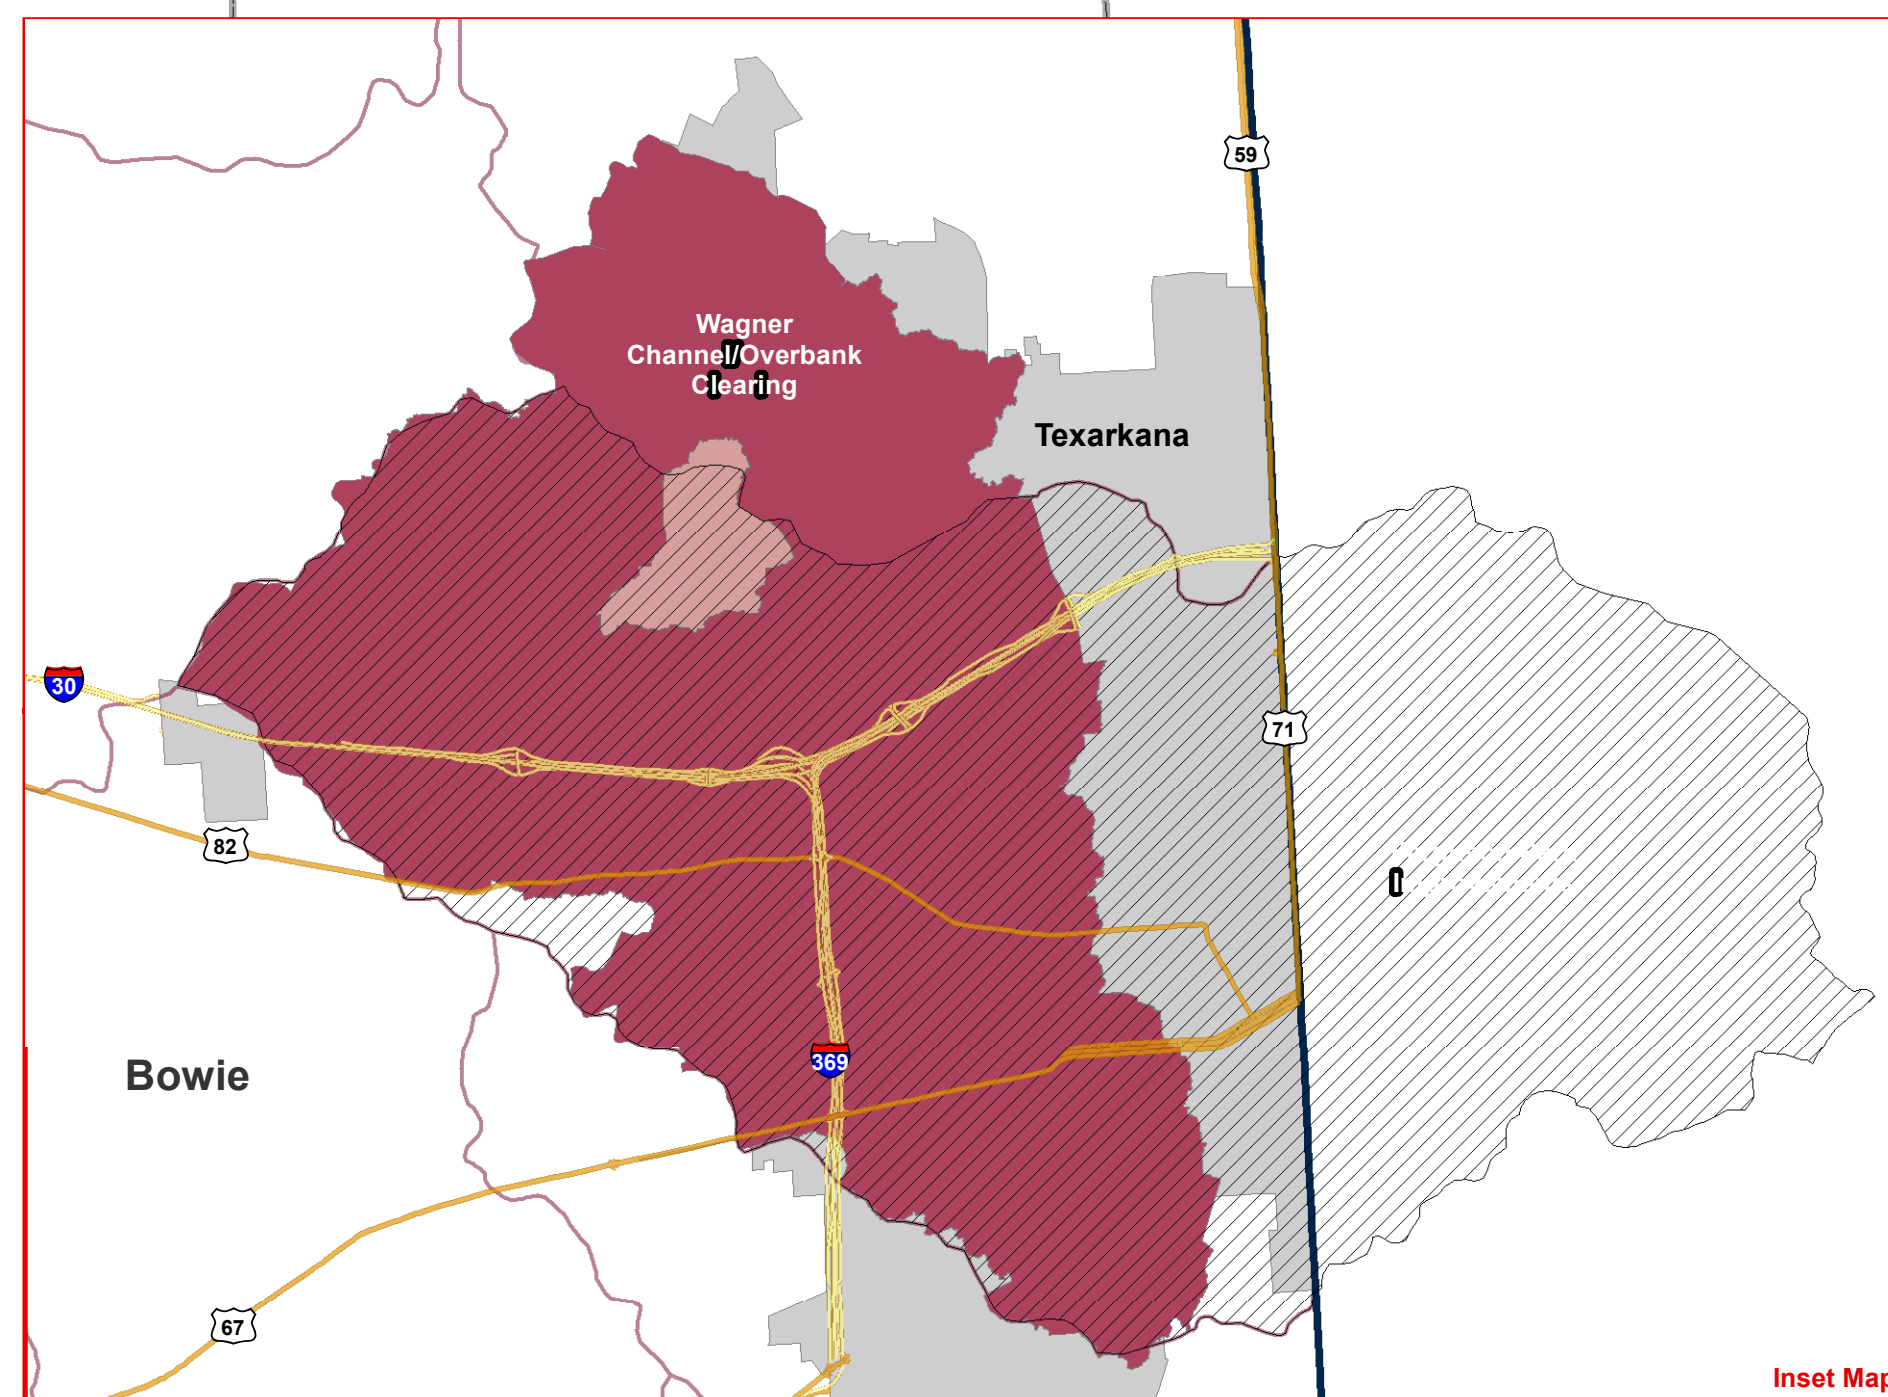 59
Wagner
Channel/Overbank
Clearing
Texarkana
30
71
82
369
Bowie
67
Inset Map